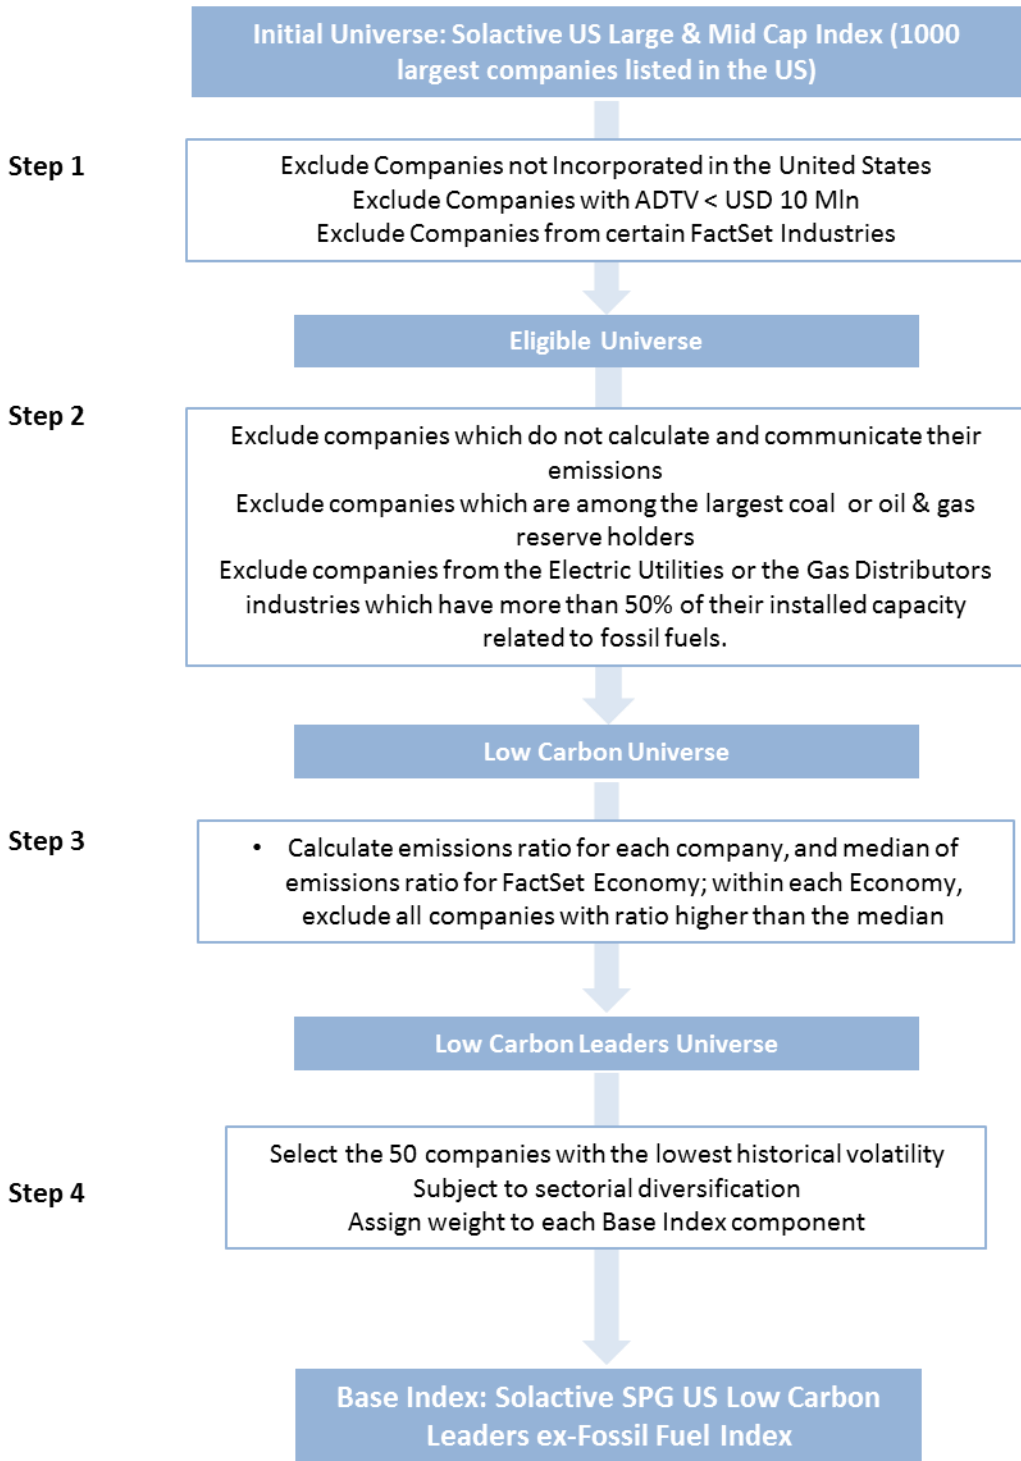 Initial Universe: Solactive US Large & Mid Cap Index (1000
largest companies listed in the US)
Step 1
Exclude Companies not Incorporated in the United States
Exclude Companies with ADTV < USD 10 Mln
Exclude Companies from certain FactSet Industries
Eligible Universe
Step 2
Exclude companies which do not calculate and communicate their
emissions
Exclude companies which are among the largest coal or oil & gas
reserve holders
Exclude companies from the Electric Utilities or the Gas Distributors
industries which have more than 50% of their installed capacity
related to fossil fuels.
Low Carbon Universe
Step 3
• Calculate emissions ratio for each company, and median of
emissions ratio for FactSet Economy; within each Economy,
exclude all companies with ratio higher than the median
Low Carbon Leaders Universe
Step 4
Select the 50 companies with the lowest historical volatility
Subject to sectorial diversification
Assign weight to each Base Index component
Base Index: Solactive SPG US Low Carbon
Leaders ex-Fossil Fuel Index